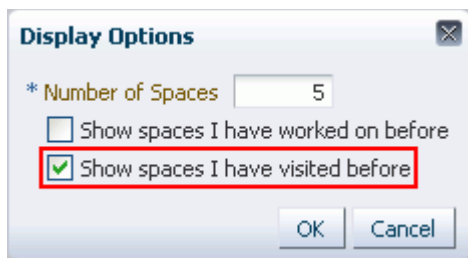 Display Options
* Number of Spaces 5
Show spaces I have worked on before
Show spaces I have visited before
OK Cancel